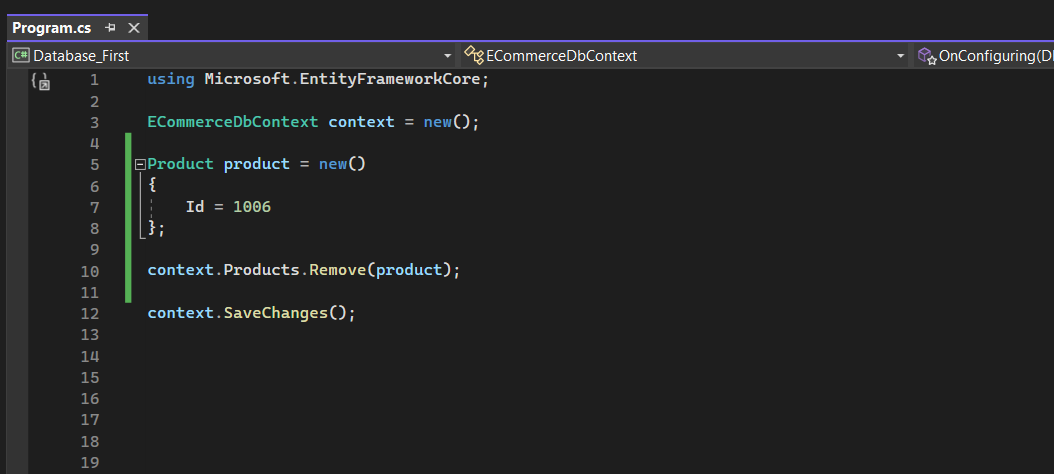 Program.cs
C# Database_First ECommerceDbContext OnConfiguring(D
1 using Microsoft.EntityFrameworkCore;
2
3 ECommerceDbContext context = new();
4
5 Product product = new()
6 {
7 Id = 1006
8 };
9
10 context.Products.Remove(product);
11
12 context.SaveChanges();
13
14
15
16
17
18
19